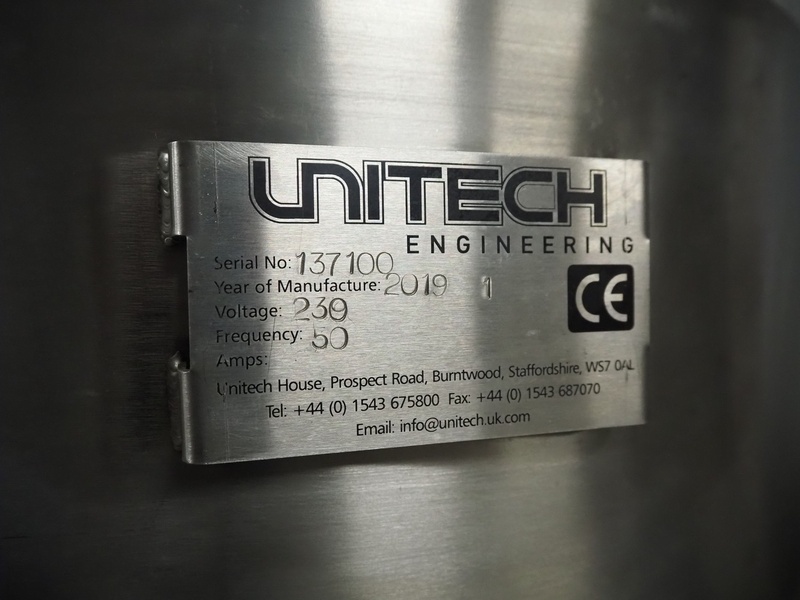 UNITECH
ENGINEERING
Serial No: 137100
Year of Manufacture: 2019 1
Voltage: 230
Frequency: 50
Amps:
CE
Unitech House, Prospect Road, Burntwood, Staffordshire, WS7 0AL
Tel: +44 (0) 1543 675800 Fax: +44 (0) 1543 687070
Email: info@unitech.uk.com